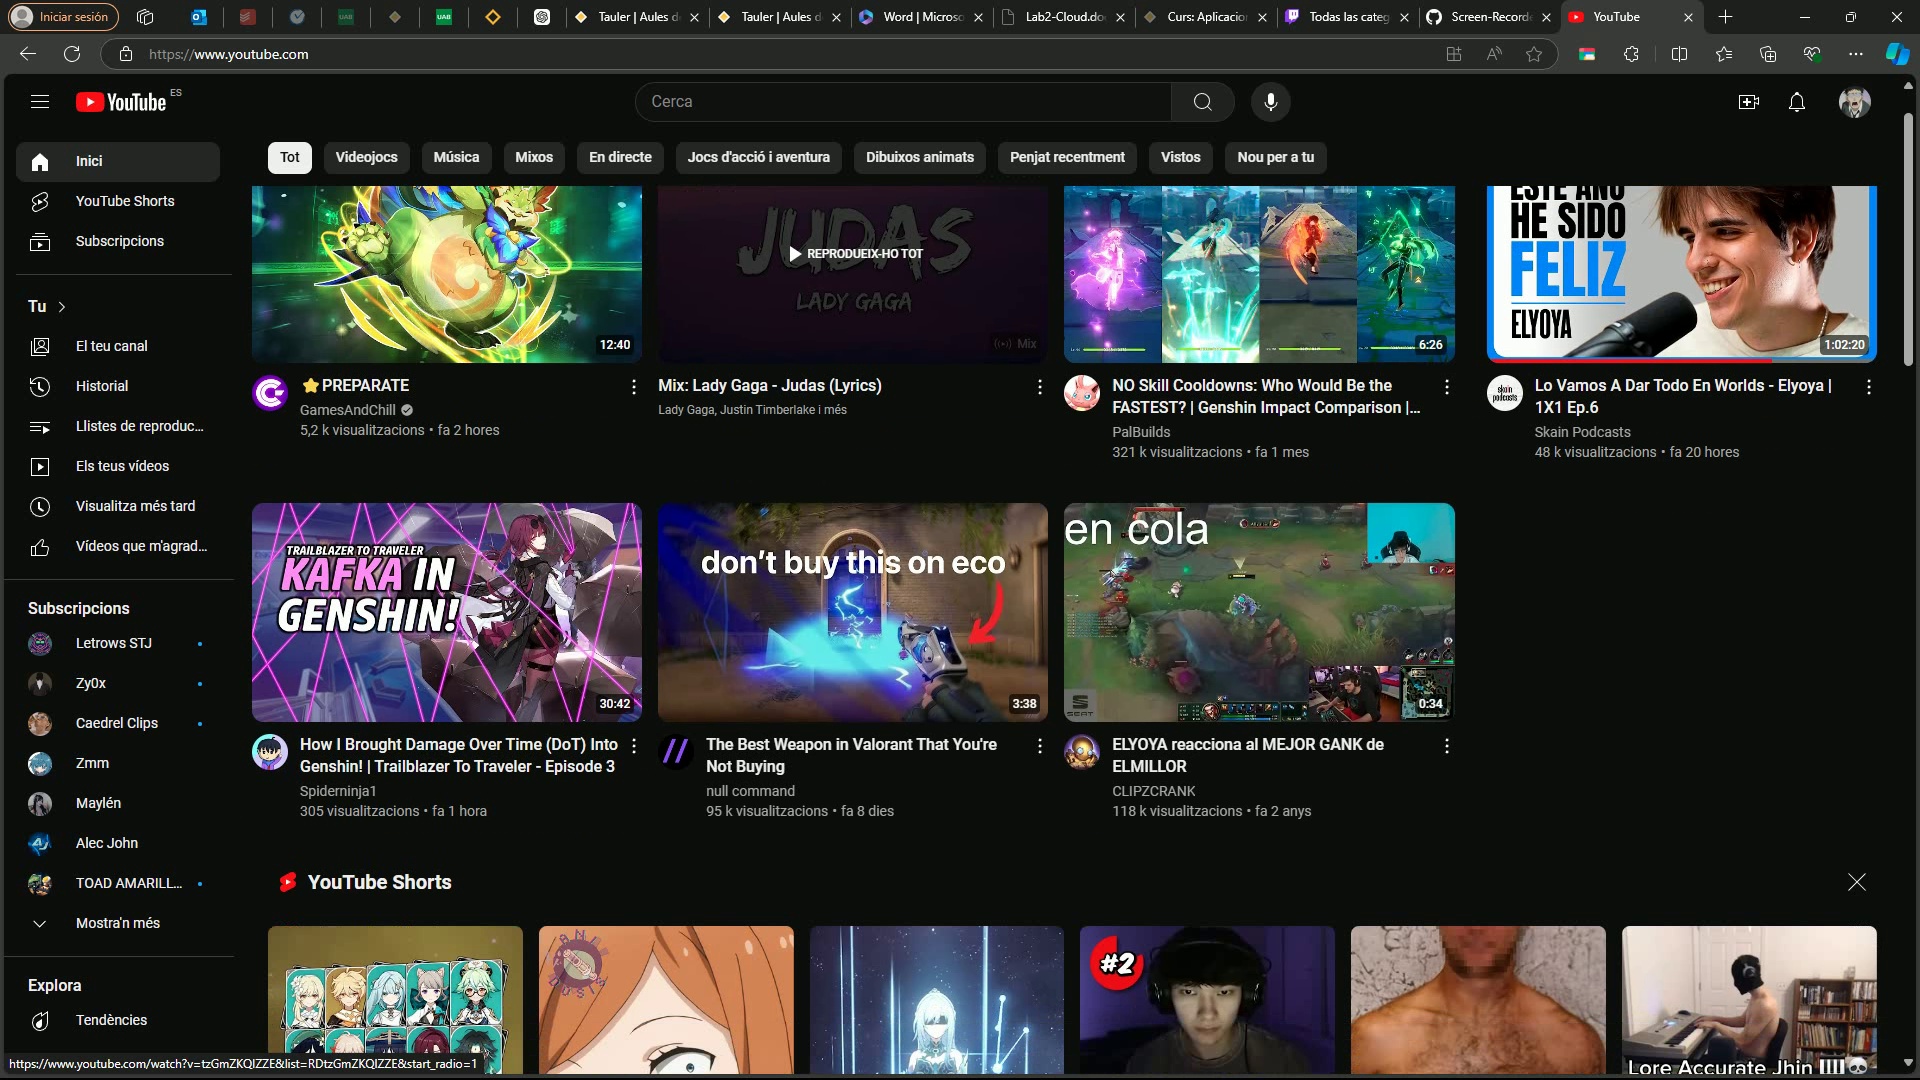 Iniciar sesión
Tauler | Aules d
Tauler | Aules d
Word | Micros
Lab2-Cloud.do
Curs: Aplicacion
Todas las categ
Screen-Recorde
YouTube
https://www.youtube.com
YouTube ES
Cerca
Inici
YouTube Shorts
Subscripcions
Tu
El teu canal
Historial
Llistes de reproduc...
Els teus vídeos
Visualitza més tard
Vídeos que m'agrad...
Subscripcions
Letrows STJ
Zy0x
Caedrel Clips
Zmm
Maylén
Alec John
TOAD AMARILL...
Mostra'n més
Explora
Tendències
https://www.youtube.com/watch?v=tzGmZKQIZZE&list=RDtzGmZKQIZZE&start_radio=1
Tot
Videojocs
Música
Mixos
En directe
Jocs d'acció i aventura
Dibuixos animats
Penjat recentment
Vistos
Nou per a tu
12:40
PREPARATE
GamesAndChill
5,2 k visualitzacions • fa 2 hores
JUDAS
REPRODUEIX-HO TOT
LADY GAGA
Mix
Mix: Lady Gaga - Judas (Lyrics)
Lady Gaga, Justin Timberlake i més
6:26
NO Skill Cooldowns: Who Would Be the
FASTEST? | Genshin Impact Comparison |...
PalBuilds
321 k visualitzacions • fa 1 mes
ESTE AÑO
HE SIDO
FELIZ
ELYOYA
1:02:20
skain
podcasts
Lo Vamos A Dar Todo En Worlds - Elyoya |
1X1 Ep.6
Skain Podcasts
48 k visualitzacions • fa 20 hores
TRAILBLAZER TO TRAVELER
KAFKA IN
GENSHIN!
30:42
How I Brought Damage Over Time (DoT) Into
Genshin! | Trailblazer To Traveler - Episode 3
Spiderninja1
305 visualitzacions • fa 1 hora
don't buy this on eco
3:38
The Best Weapon in Valorant That You're
Not Buying
null command
95 k visualitzacions • fa 8 dies
en cola
SEAT
0:34
ELYOYA reacciona al MEJOR GANK de
ELMILLOR
CLIPZCRANK
118 k visualitzacions • fa 2 anys
YouTube Shorts
#2
Lore Accurate Jhin